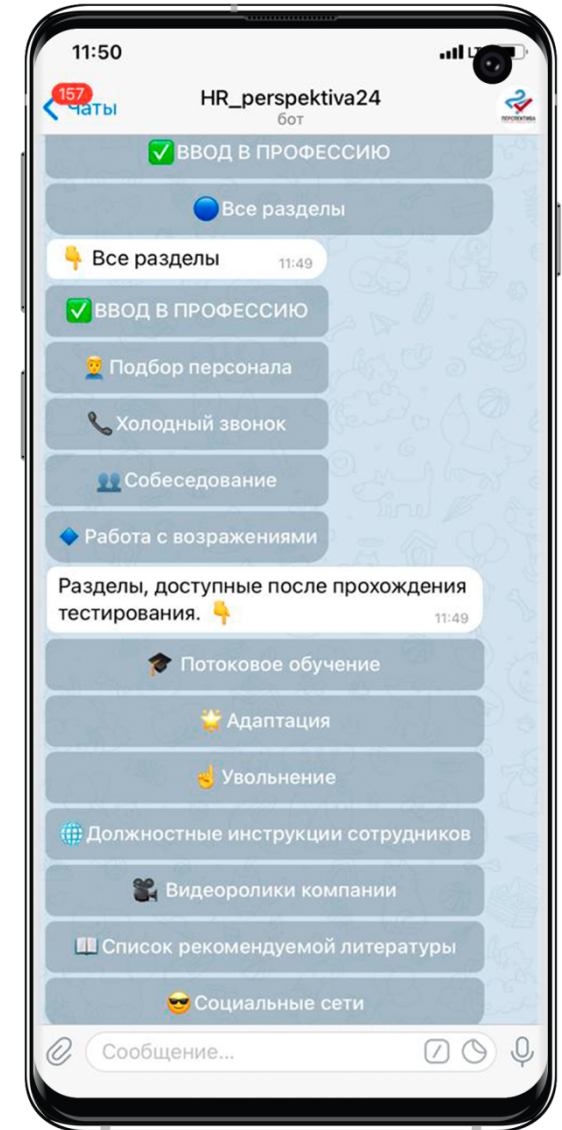 11:50
LT
157
Чаты
HR_perspektiva24
бот
ПЕРСПЕКТИВА
✅ВВОД В ПРОФЕССИЮ
🔵Все разделы
👇 Все разделы 11:49
✅ВВОД В ПРОФЕССИЮ
👨‍💼 Подбор персонала
📞Холодный звонок
👥 Собеседование
🔷 Работа с возражениями
Разделы, доступные после прохождения
тестирования. 👇 11:49
🎓 Потоковое обучение
🌟 Адаптация
☝️ Увольнение
🌐 Должностные инструкции сотрудников
🎥 Видеоролики компании
📖 Список рекомендуемой литературы
😎 Социальные сети
Сообщение...